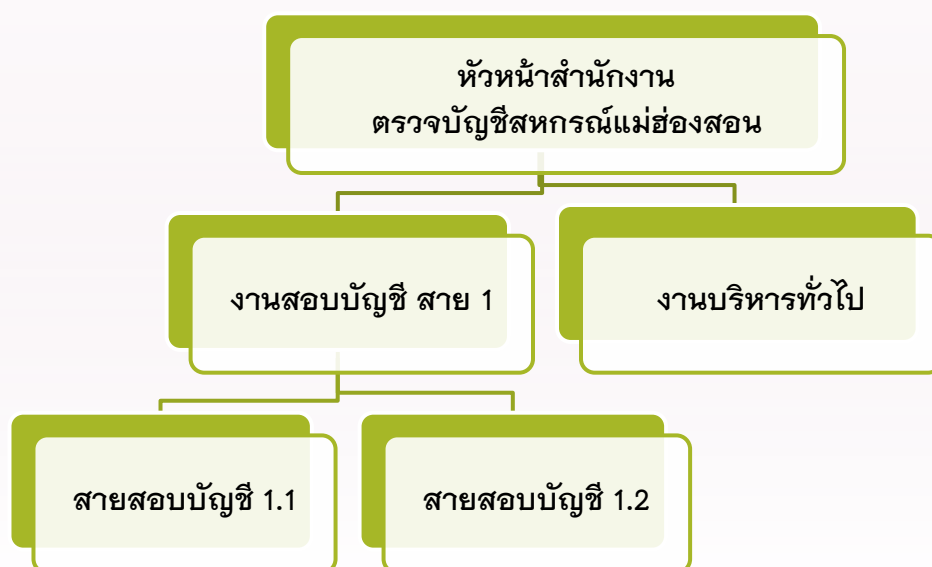 หัวหน้าสำนักงาน
ตรวจบัญชีสหกรณ์แม่ฮ่องสอน
งานสอบบัญชี สาย 1
งานบริหารทั่วไป
สายสอบบัญชี 1.1
สายสอบบัญชี 1.2